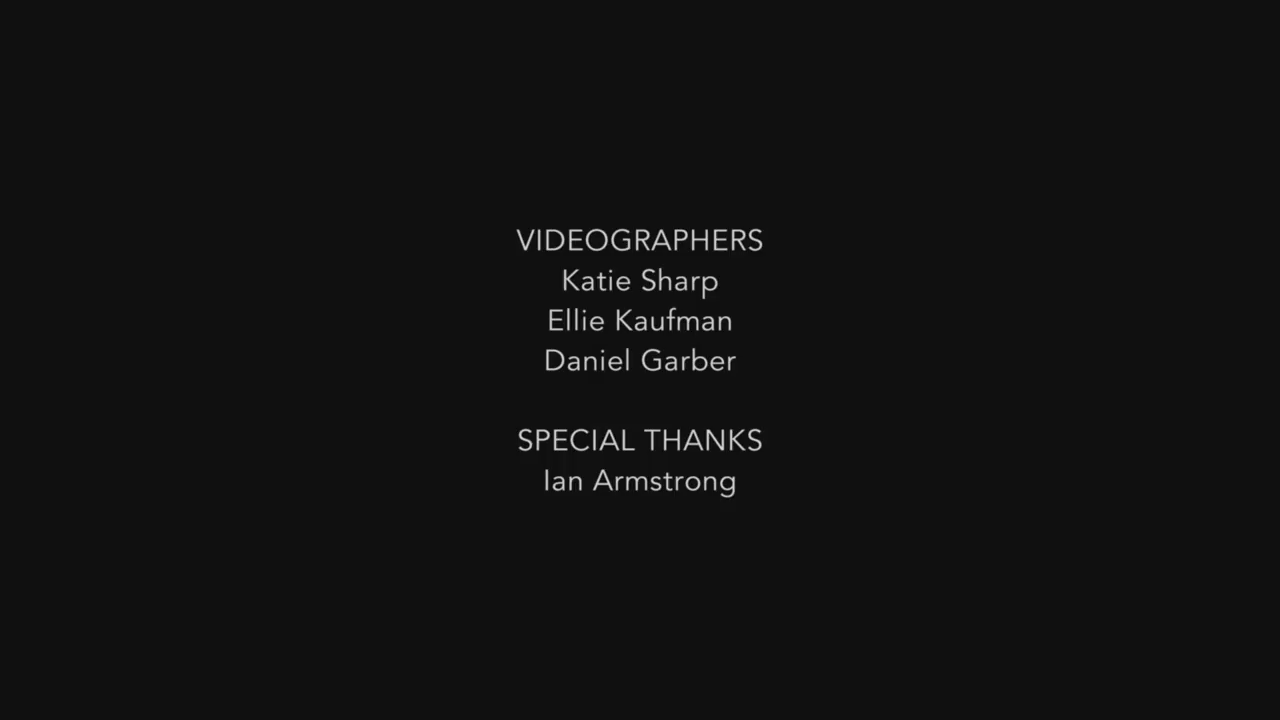 VIDEOGRAPHERS
Katie Sharp
Ellie Kaufman
Daniel Garber
SPECIAL THANKS
Ian Armstrong